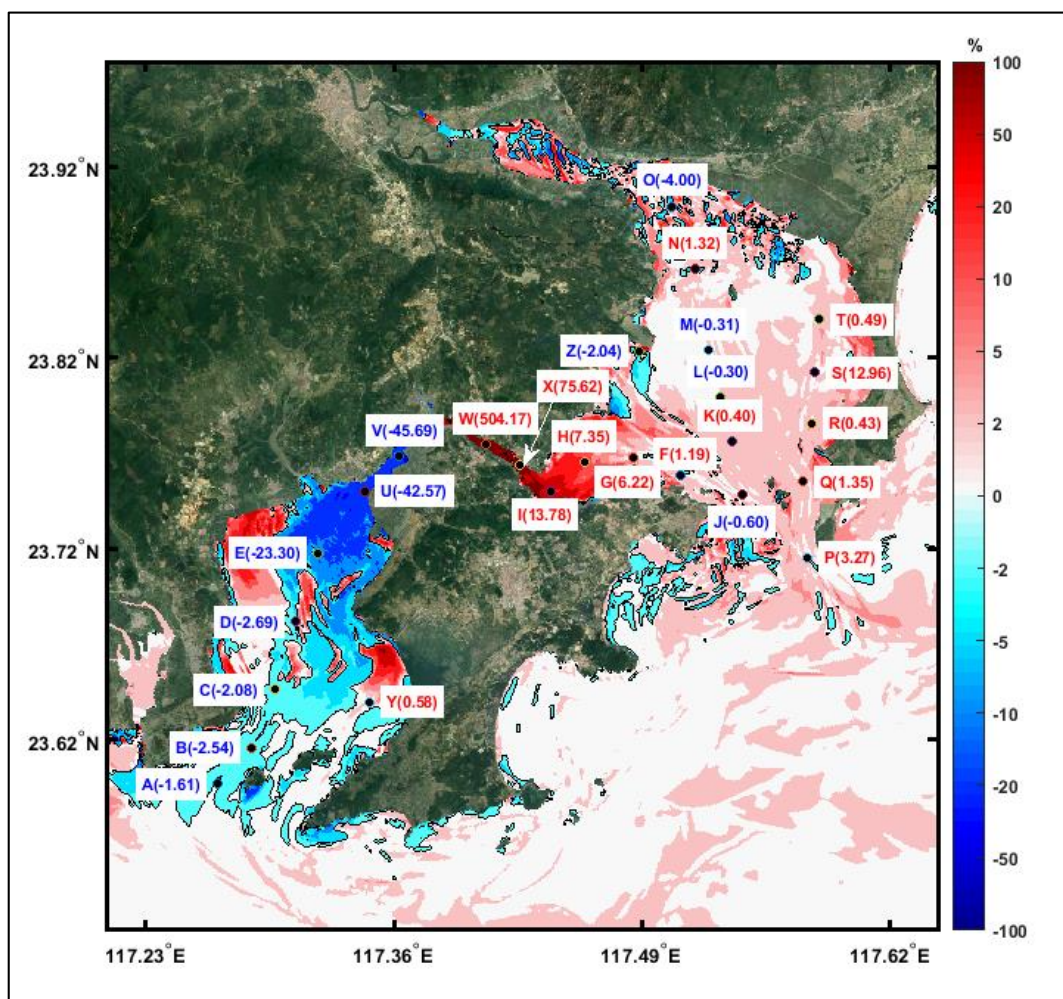 %
100
50
20
10
5
2
0
-2
-5
-10
-20
-50
-100
23.92°N
23.82°N
23.72°N
23.62°N
O(-4.00)
N(1.32)
T(0.49)
M(-0.31)
Z(-2.04)
L(-0.30)
S(12.96)
X(75.62)
K(0.40)
W(504.17)
R(0.43)
V(-45.69)
H(7.35)
F(1.19)
G(6.22)
Q(1.35)
U(-42.57)
I(13.78)
J(-0.60)
E(-23.30)
P(3.27)
D(-2.69)
C(-2.08)
Y(0.58)
B(-2.54)
A(-1.61)
117.23°E
117.36°E
117.49°E
117.62°E